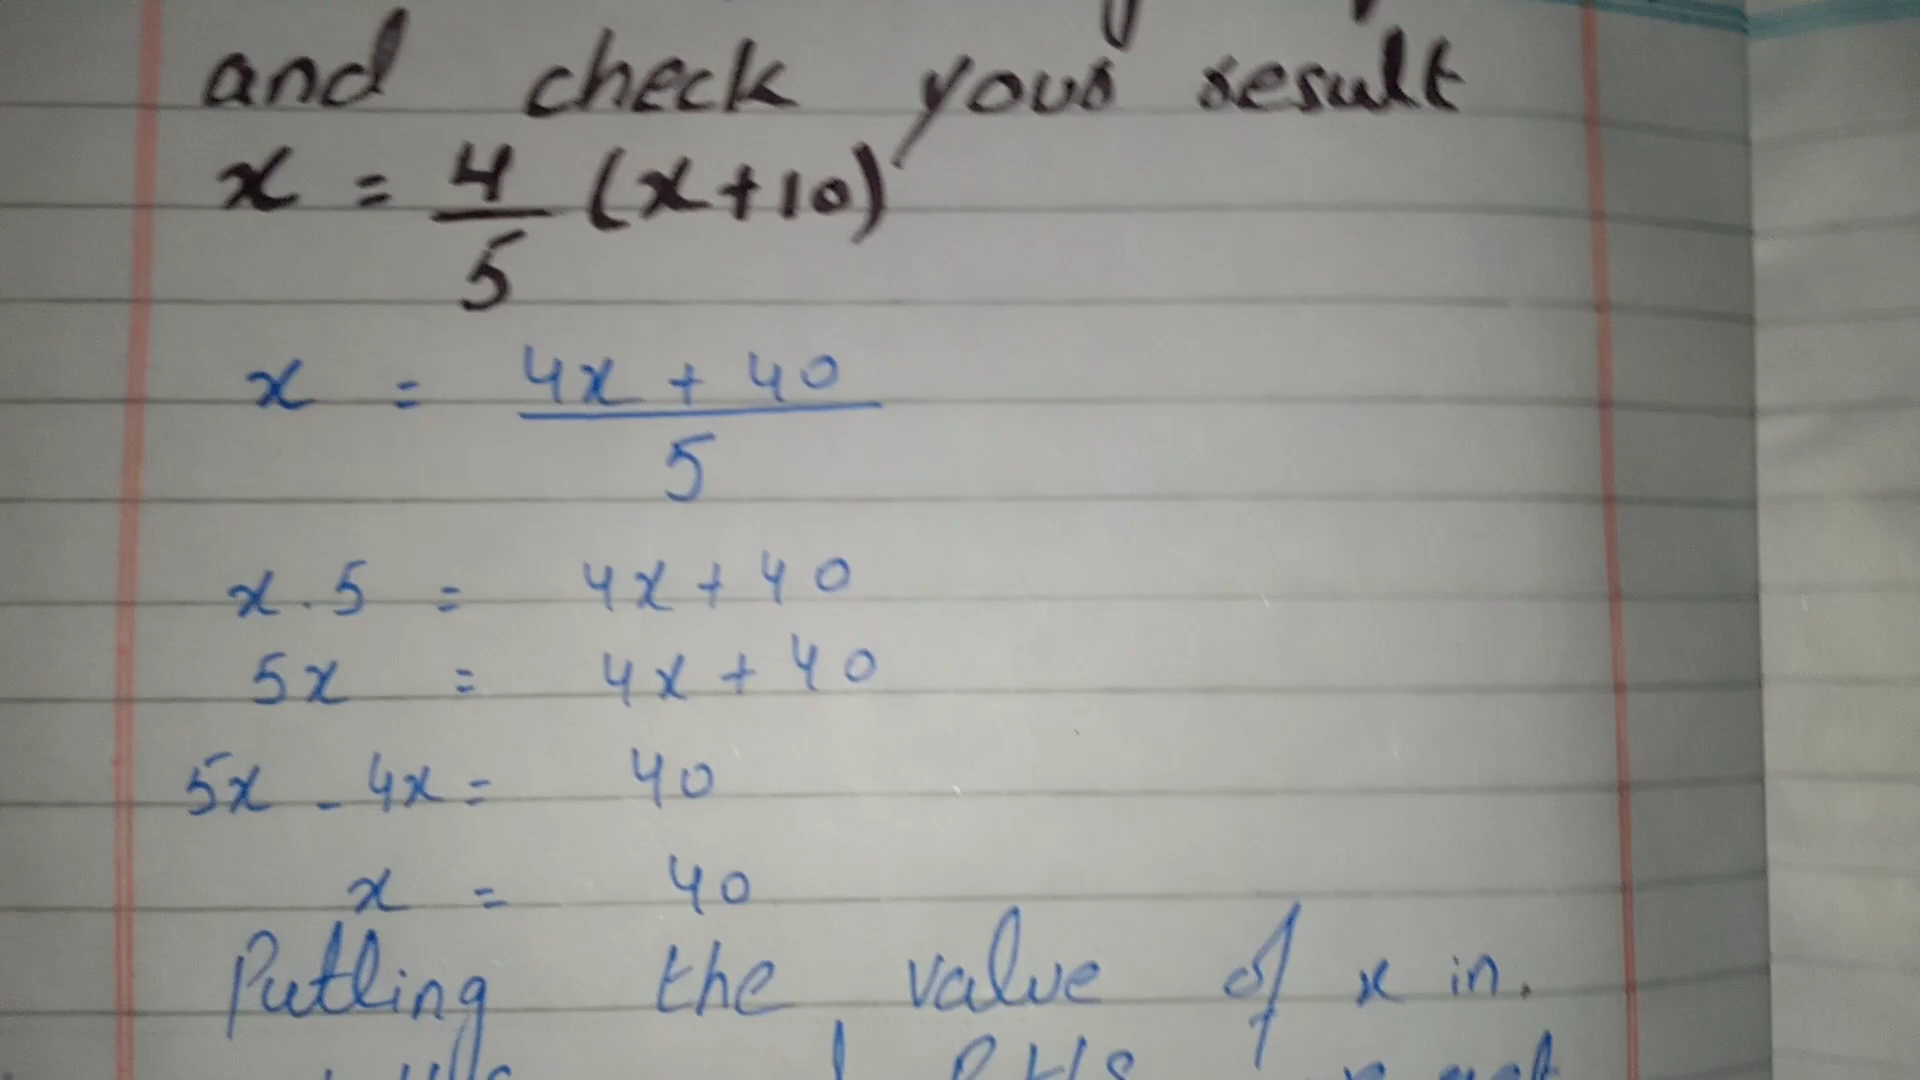 and check your result
x = 4/5 (x+10)
x = 4x + 40 / 5
x . 5 = 4x + 40
5x = 4x + 40
5x - 4x = 40
x = 40
Putting the value of x in.